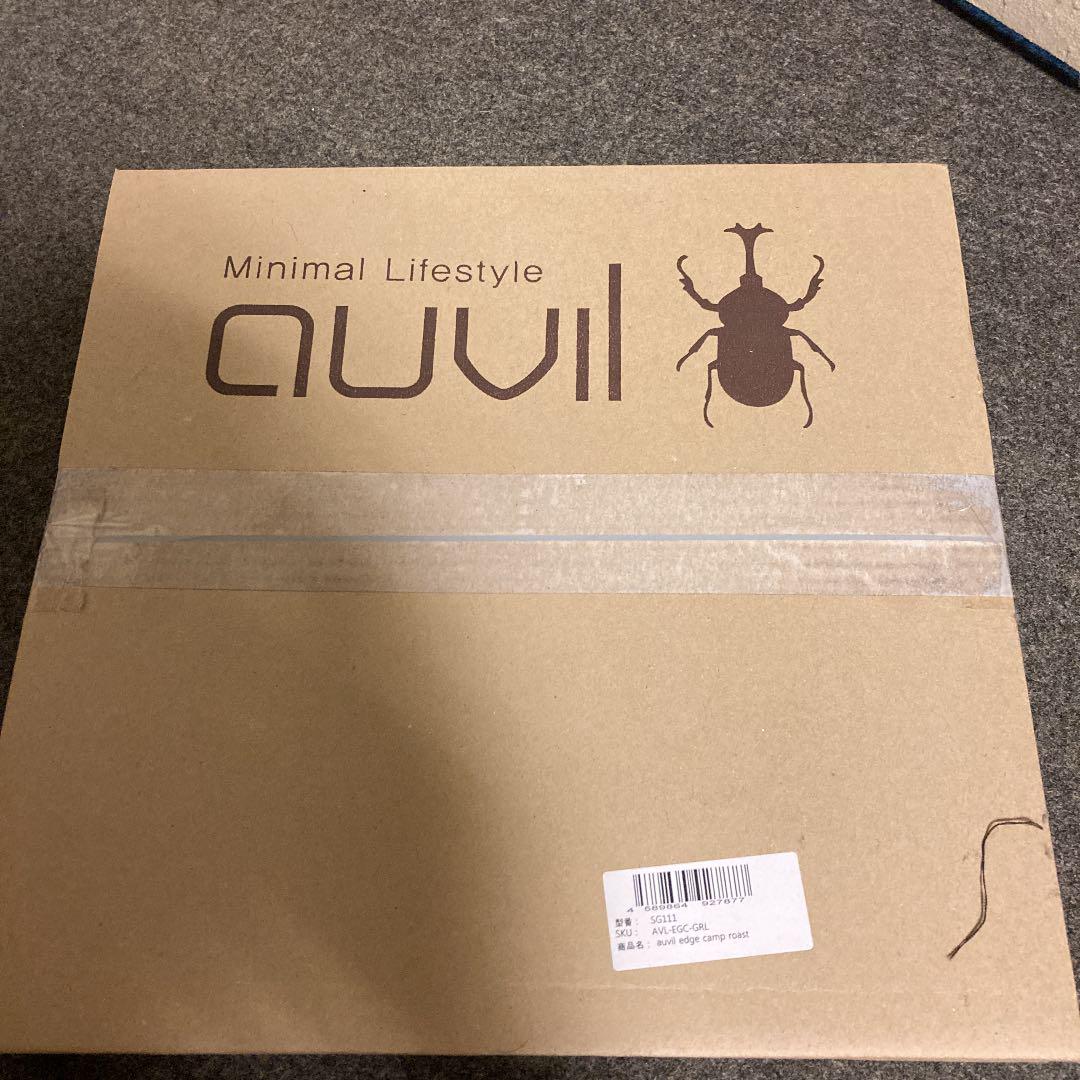 Minimal Lifestyle
auvil
4 589864 927677
型番： SG111
SKU： AVL-EGC-GRL
商品名： auvil edge camp roast